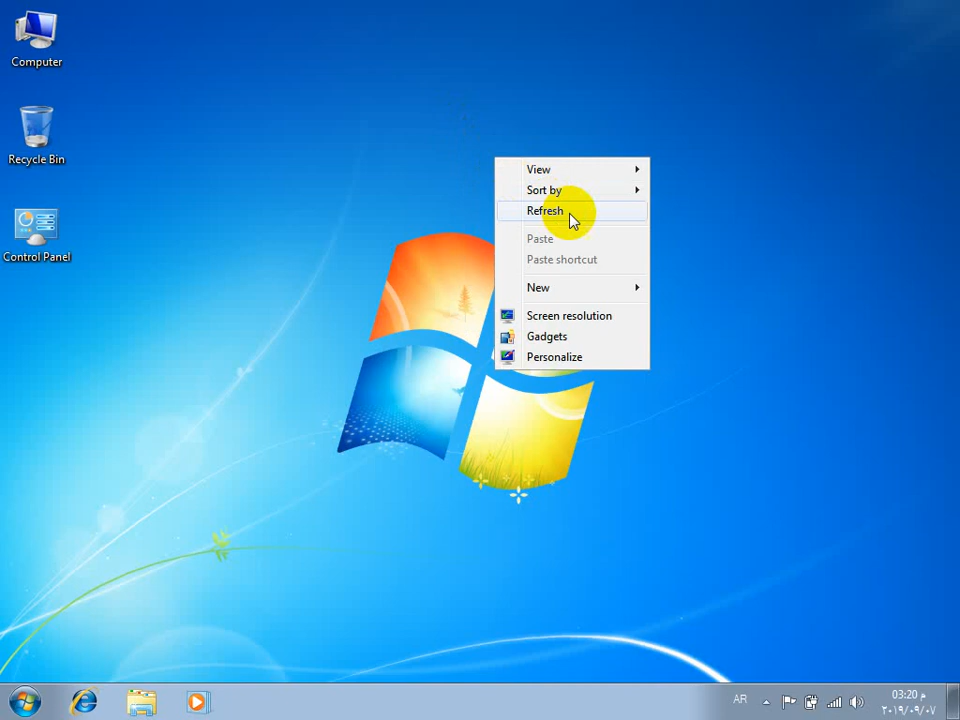 Computer
Recycle Bin
Control Panel
View
Sort by
Refresh
Paste
Paste shortcut
New
Screen resolution
Gadgets
Personalize
AR
03:20 م
٢٠١٩/٠٩/٠٧